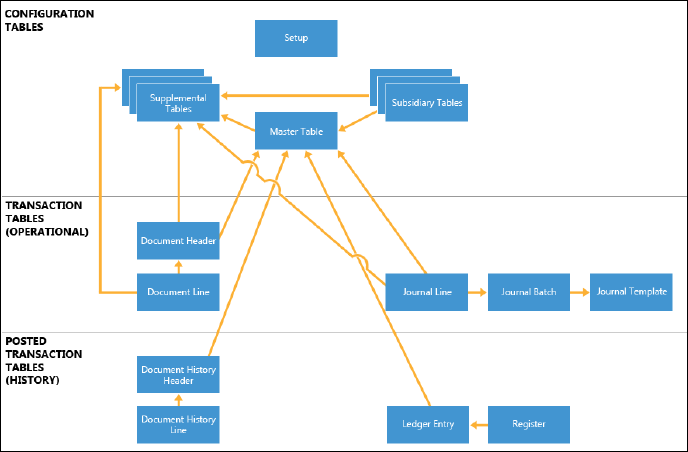 CONFIGURATION
TABLES
Setup
Supplemental
Tables
Subsidiary Tables
Master Table
TRANSACTION
TABLES
(OPERATIONAL)
Document Header
Document Line
Journal Line
Journal Batch
Journal Template
POSTED
TRANSACTION
TABLES
(HISTORY)
Document History
Header
Document History
Line
Ledger Entry
Register